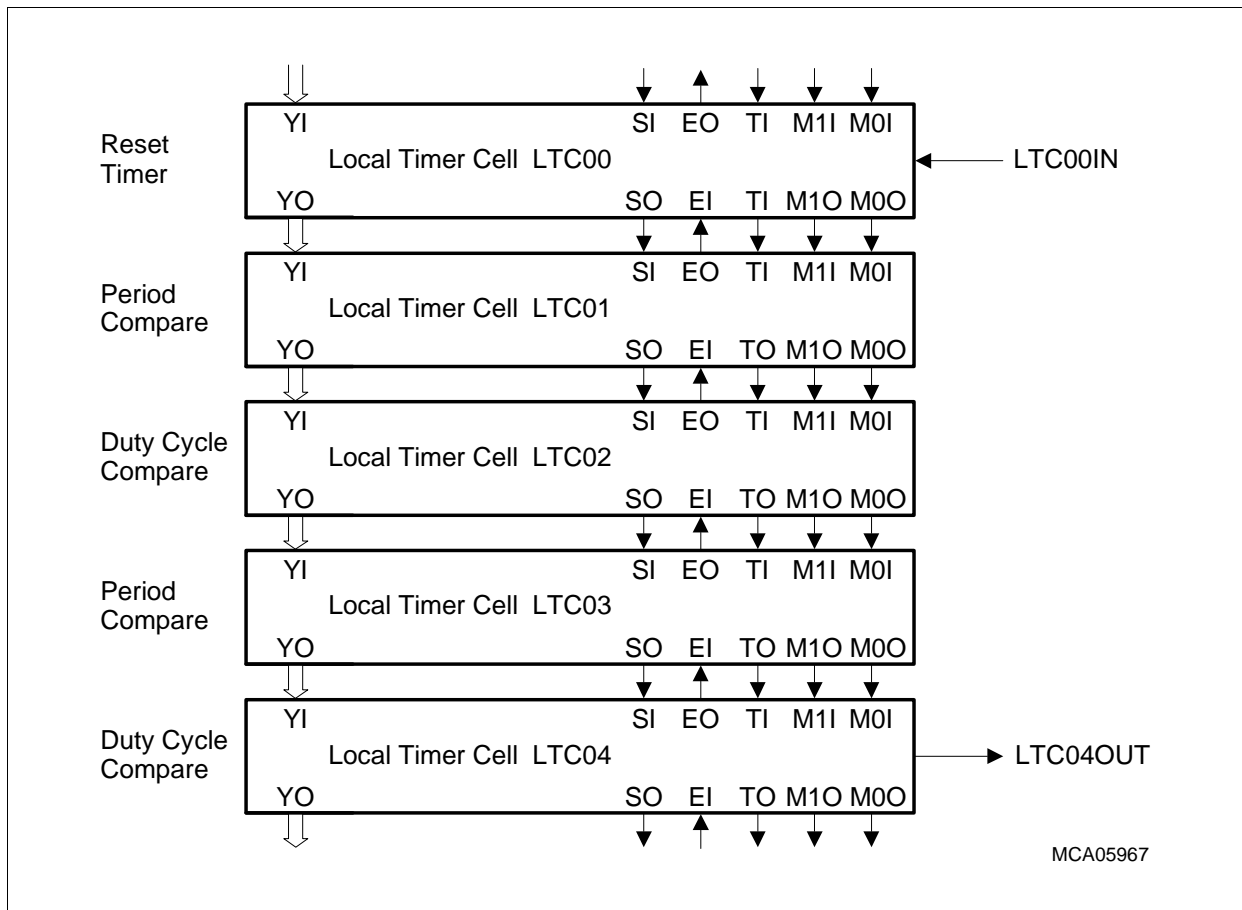 YI SI EO TI M1I M0I
Reset
Timer
Local Timer Cell LTC00
LTC00IN
YO SO EI TI M1O M0O
YI SI EO TI M1I M0I
Period
Compare
Local Timer Cell LTC01
YO SO EI TO M1O M0O
YI SI EO TI M1I M0I
Duty Cycle
Compare
Local Timer Cell LTC02
YO SO EI TO M1O M0O
YI SI EO TI M1I M0I
Period
Compare
Local Timer Cell LTC03
YO SO EI TO M1O M0O
YI SI EO TI M1I M0I
Duty Cycle
Compare
Local Timer Cell LTC04
LTC04OUT
YO SO EI TO M1O M0O
MCA05967